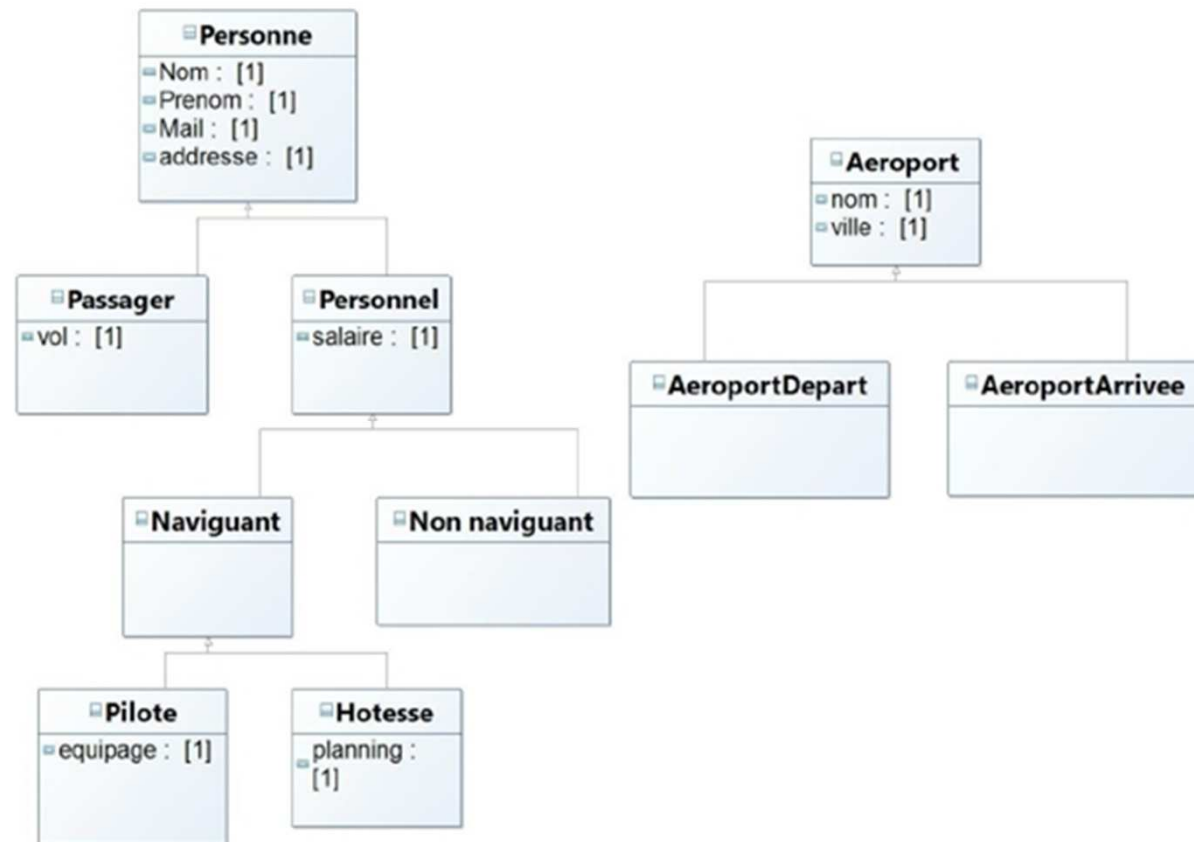 Personne
Nom : [1]
Prenom : [1]
Mail : [1]
addresse : [1]
Aeroport
nom : [1]
ville : [1]
Passager
vol : [1]
Personnel
salaire : [1]
AeroportDepart
AeroportArrivee
Naviguant
Non naviguant
Pilote
equipage : [1]
Hotesse
planning :
[1]